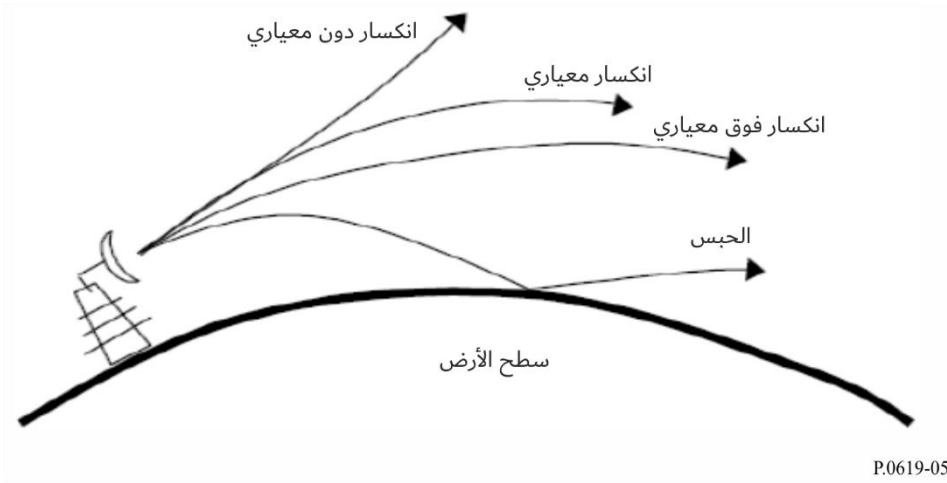 انكسار دون معياري
انكسار معياري
انكسار فوق معياري
الحبس
سطح الأرض
P.0619-05